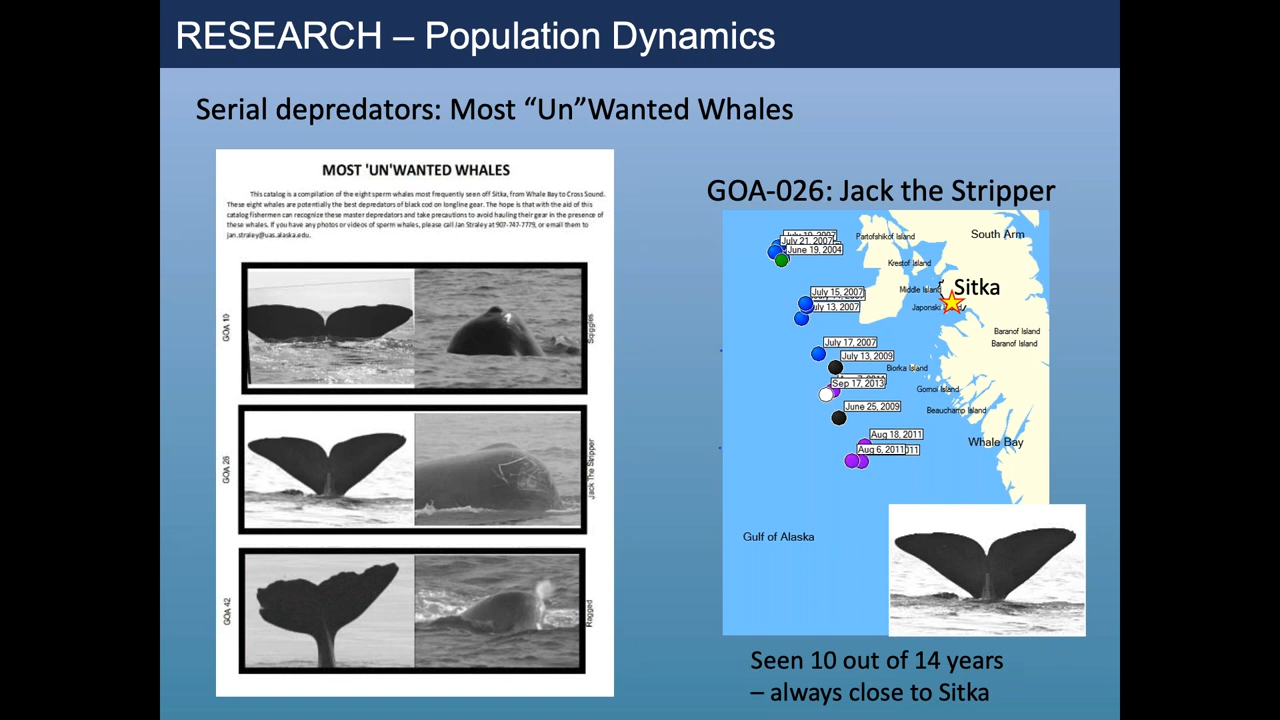 RESEARCH – Population Dynamics
Serial depredators: Most “Un”Wanted Whales
MOST 'UN'WANTED WHALES
This catalog is a compilation of the eight sperm whales most frequently seen off Sitka, from Whale Bay to Cross Sound.
These eight whales are potentially the best depredators of black cod on longline gear. The hope is that with the aid of this
catalog fishermen can recognize these master depredators and take precautions to avoid hauling their gear in the presence of
these whales. If you have any photos or videos of sperm whales, please call Jan Straley at 907-747-7779, or email them to
jan.straley@uas.alaska.edu.
GOA 10
Squiggles
GOA 26
Jack The Stripper
GOA 42
Ragged
GOA-026: Jack the Stripper
July 21, 2007
June 19, 2004
Partofshikof Island
South Arm
Krestof Island
Middle Island
Sitka
July 15, 2007
July 13, 2007
Japonski
Baranof Island
Baranof Island
July 17, 2007
July 13, 2009
Biorka Island
Sep 17, 2013
Gornoi Island
June 25, 2009
Beauchamp Island
Aug 18, 2011
Aug 6, 2011
Whale Bay
Gulf of Alaska
Seen 10 out of 14 years
– always close to Sitka